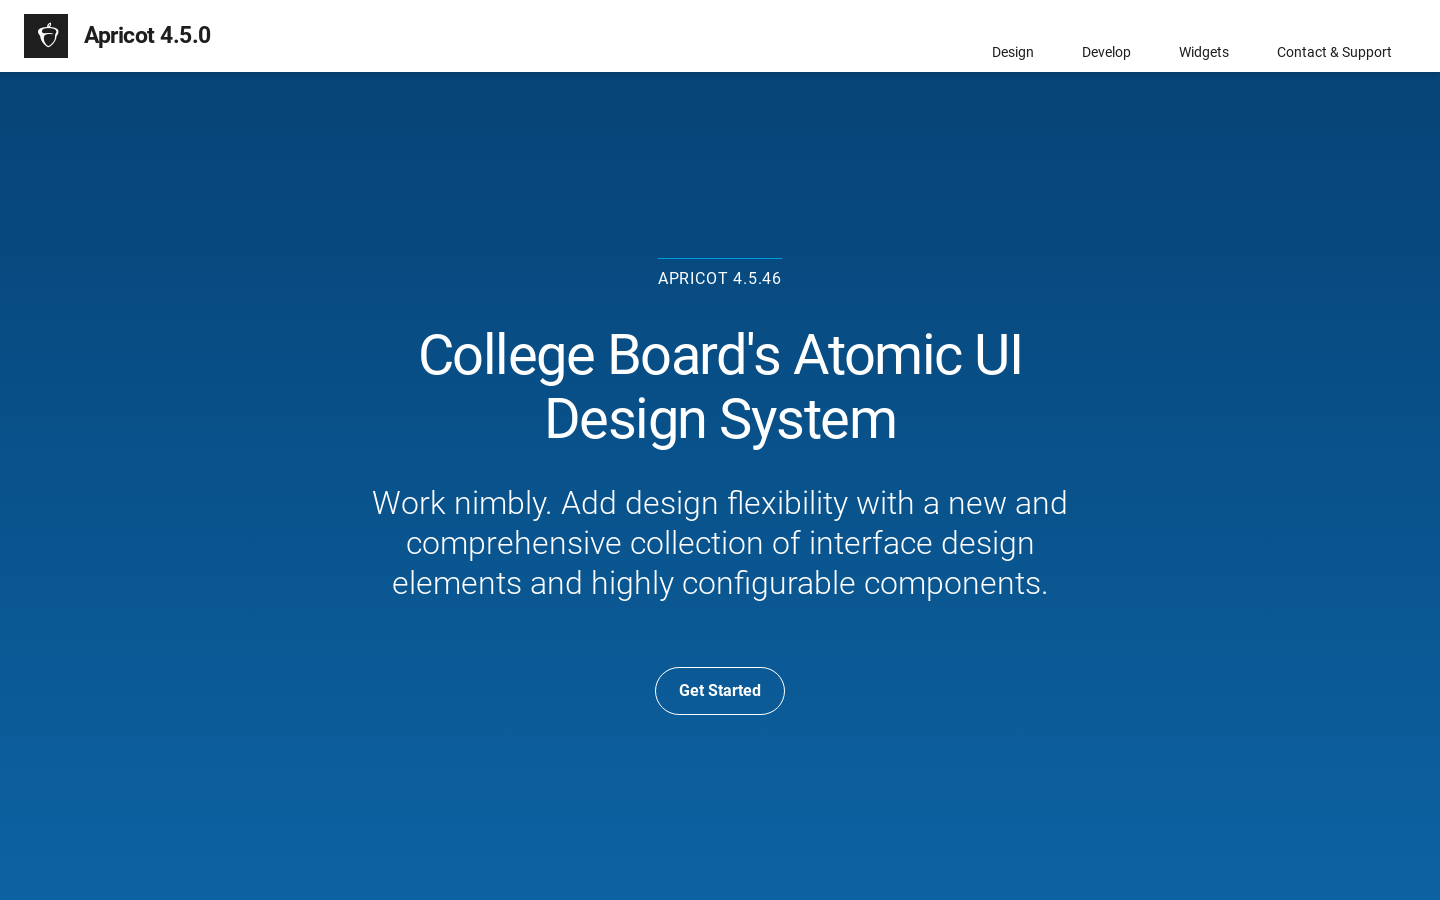 Apricot 4.5.0
Design
Develop
Widgets
Contact & Support
APRICOT 4.5.46
College Board's Atomic UI
Design System
Work nimbly. Add design flexibility with a new and
comprehensive collection of interface design
elements and highly configurable components.
Get Started